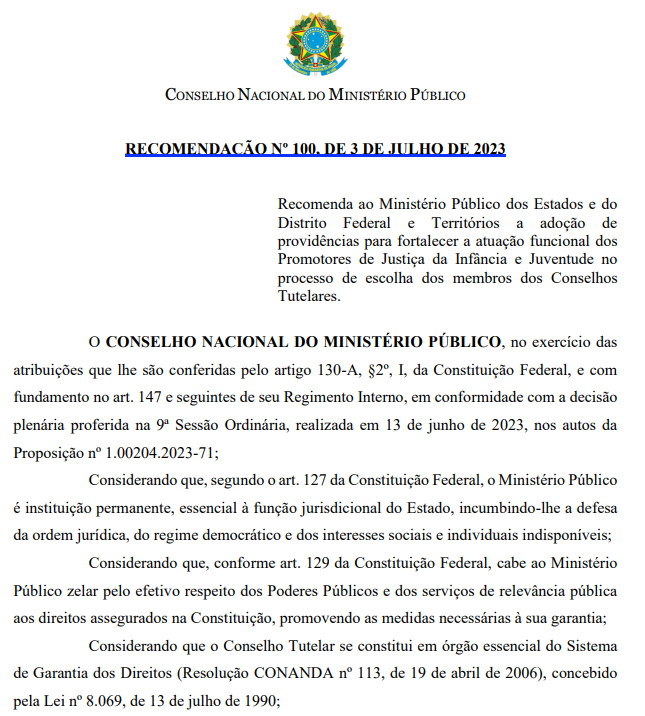 CONSELHO NACIONAL DO MINISTÉRIO PÚBLICO
RECOMENDAÇÃO Nº 100, DE 3 DE JULHO DE 2023
Recomenda ao Ministério Público dos Estados e do
Distrito Federal e Territórios a adoção de
providências para fortalecer a atuação funcional dos
Promotores de Justiça da Infância e Juventude no
processo de escolha dos membros dos Conselhos
Tutelares.
O CONSELHO NACIONAL DO MINISTÉRIO PÚBLICO, no exercício das
atribuições que lhe são conferidas pelo artigo 130-A, §2º, I, da Constituição Federal, e com
fundamento no art. 147 e seguintes de seu Regimento Interno, em conformidade com a decisão
plenária proferida na 9ª Sessão Ordinária, realizada em 13 de junho de 2023, nos autos da
Proposição nº 1.00204.2023-71;
Considerando que, segundo o art. 127 da Constituição Federal, o Ministério Público
é instituição permanente, essencial à função jurisdicional do Estado, incumbindo-lhe a defesa
da ordem jurídica, do regime democrático e dos interesses sociais e individuais indisponíveis;
Considerando que, conforme art. 129 da Constituição Federal, cabe ao Ministério
Público zelar pelo efetivo respeito dos Poderes Públicos e dos serviços de relevância pública
aos direitos assegurados na Constituição, promovendo as medidas necessárias à sua garantia;
Considerando que o Conselho Tutelar se constitui em órgão essencial do Sistema
de Garantia dos Direitos (Resolução CONANDA nº 113, de 19 de abril de 2006), concebido
pela Lei nº 8.069, de 13 de julho de 1990;